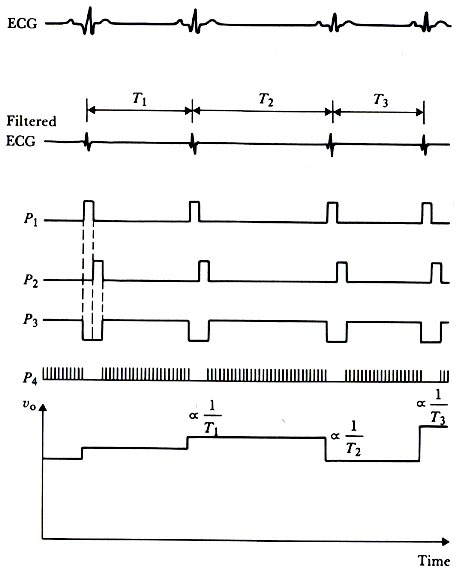 ECG
T₁ T₂ T₃
Filtered
ECG
P₁
P₂
P₃
P₄
vₒ
∝ 1/T₁
∝ 1/T₂
∝ 1/T₃
Time